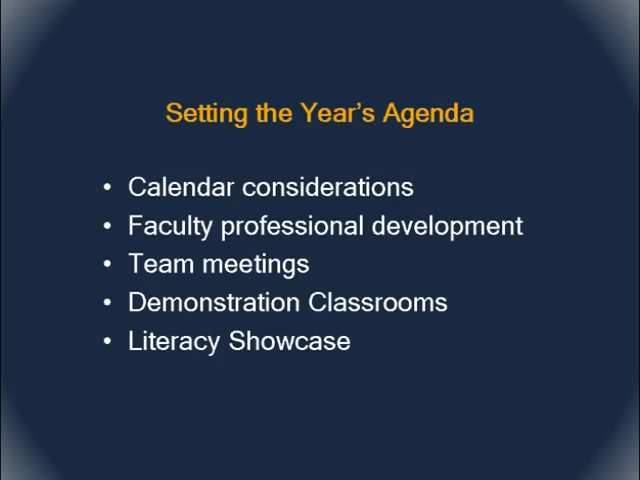 Setting the Year's Agenda
• Calendar considerations
• Faculty professional development
• Team meetings
• Demonstration Classrooms
• Literacy Showcase